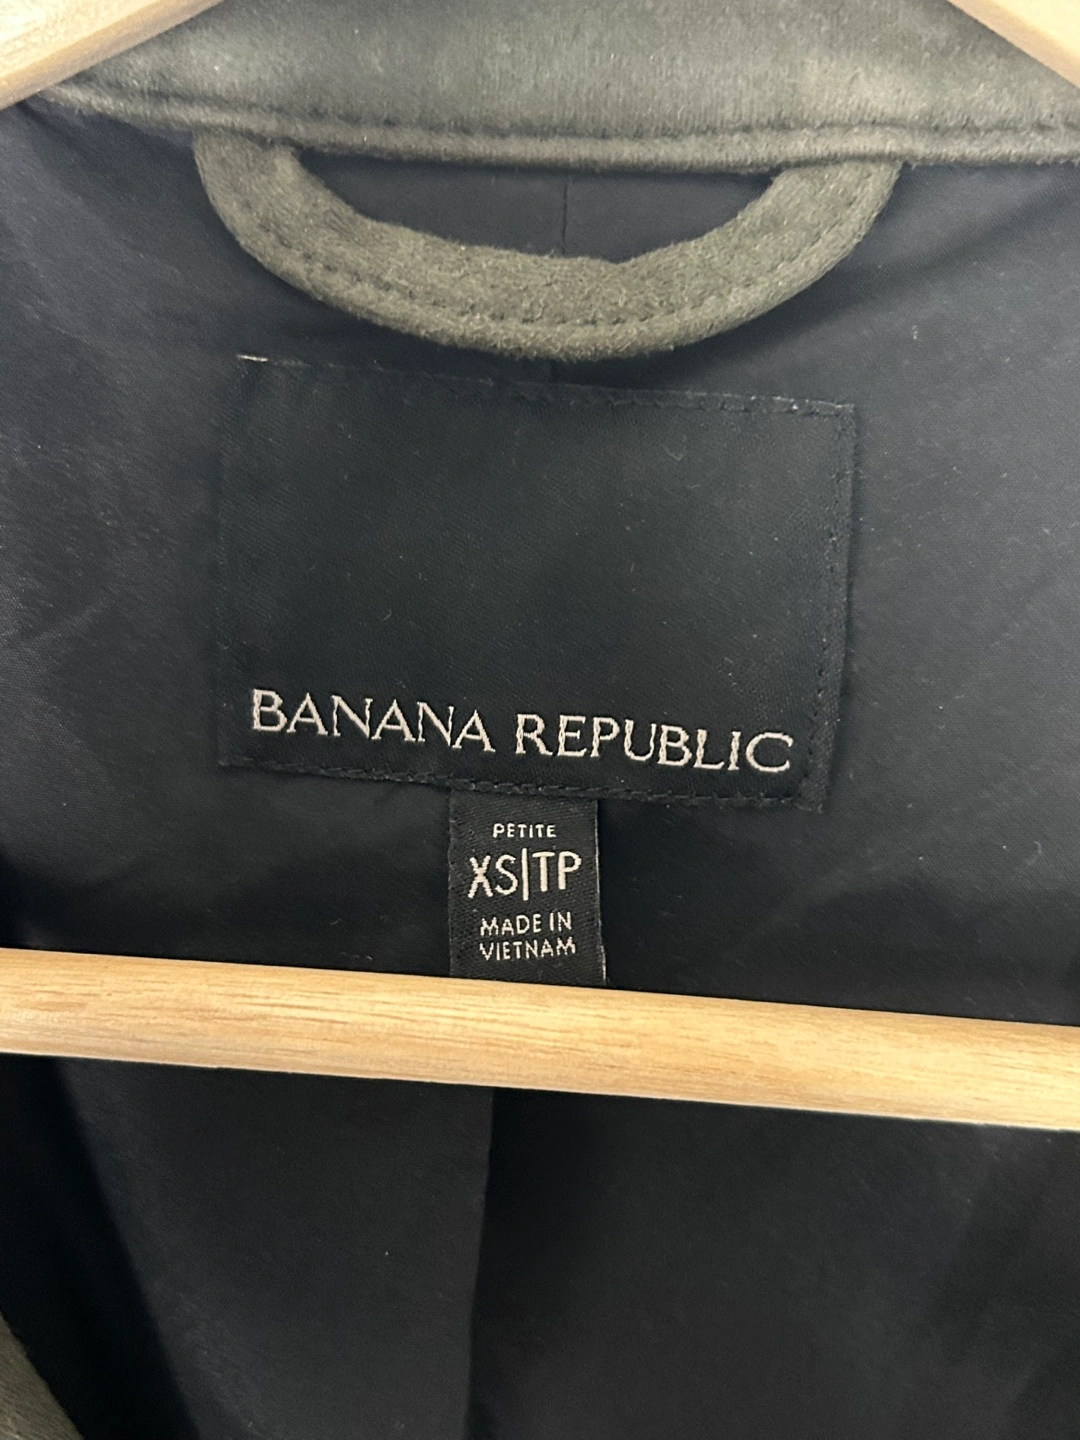 BANANA REPUBLIC
PETITE
XS|TP
MADE IN
VIETNAM